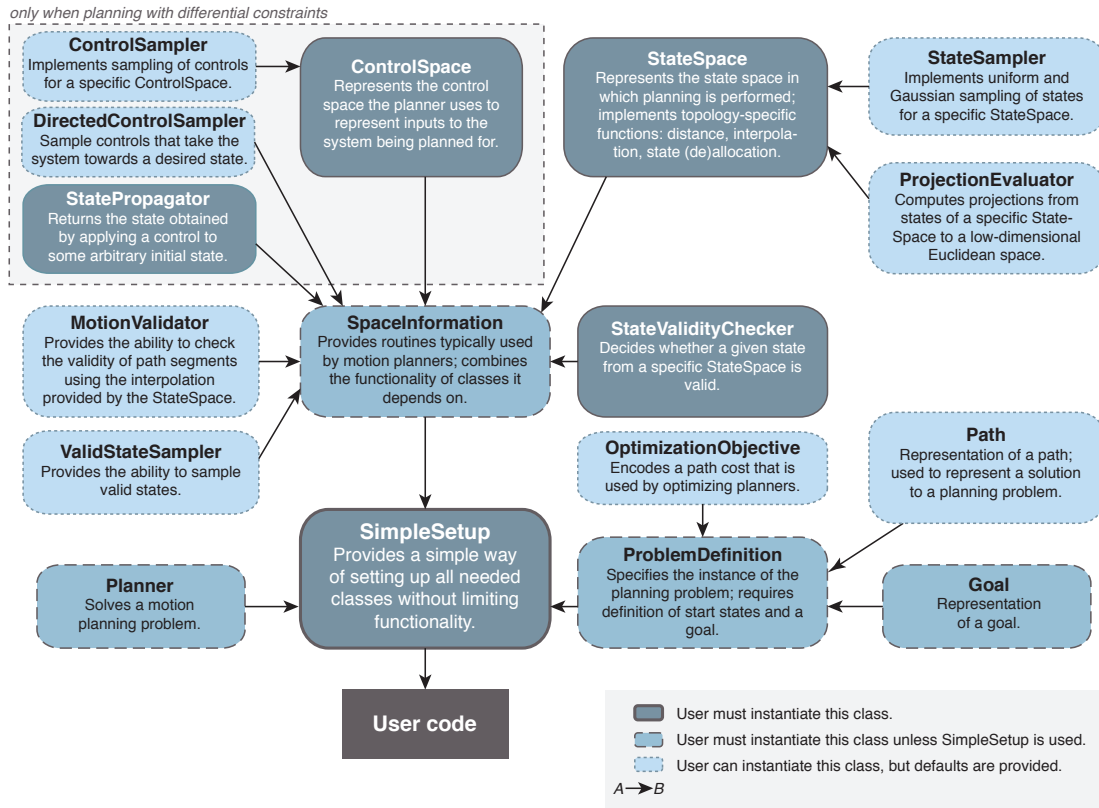 only when planning with differential constraints
ControlSampler
Implements sampling of controls
for a specific ControlSpace.
DirectedControlSampler
Sample controls that take the
system towards a desired state.
StatePropagator
Returns the state obtained
by applying a control to
some arbitrary initial state.
ControlSpace
Represents the control
space the planner uses to
represent inputs to the
system being planned for.
StateSpace
Represents the state space in
which planning is performed;
implements topology-specific
functions: distance, interpola-
tion, state (de)allocation.
StateSampler
Implements uniform and
Gaussian sampling of states
for a specific StateSpace.
ProjectionEvaluator
Computes projections from
states of a specific State-
Space to a low-dimensional
Euclidean space.
MotionValidator
Provides the ability to check
the validity of path segments
using the interpolation
provided by the StateSpace.
SpaceInformation
Provides routines typically used
by motion planners; combines
the functionality of classes it
depends on.
StateValidityChecker
Decides whether a given state
from a specific StateSpace is
valid.
ValidStateSampler
Provides the ability to sample
valid states.
OptimizationObjective
Encodes a path cost that is
used by optimizing planners.
Path
Representation of a path;
used to represent a solution
to a planning problem.
Planner
Solves a motion
planning problem.
SimpleSetup
Provides a simple way
of setting up all needed
classes without limiting
functionality.
ProblemDefinition
Specifies the instance of the
planning problem; requires
definition of start states and a
goal.
Goal
Representation
of a goal.
User code
User must instantiate this class.
User must instantiate this class unless SimpleSetup is used.
User can instantiate this class, but defaults are provided.
A B